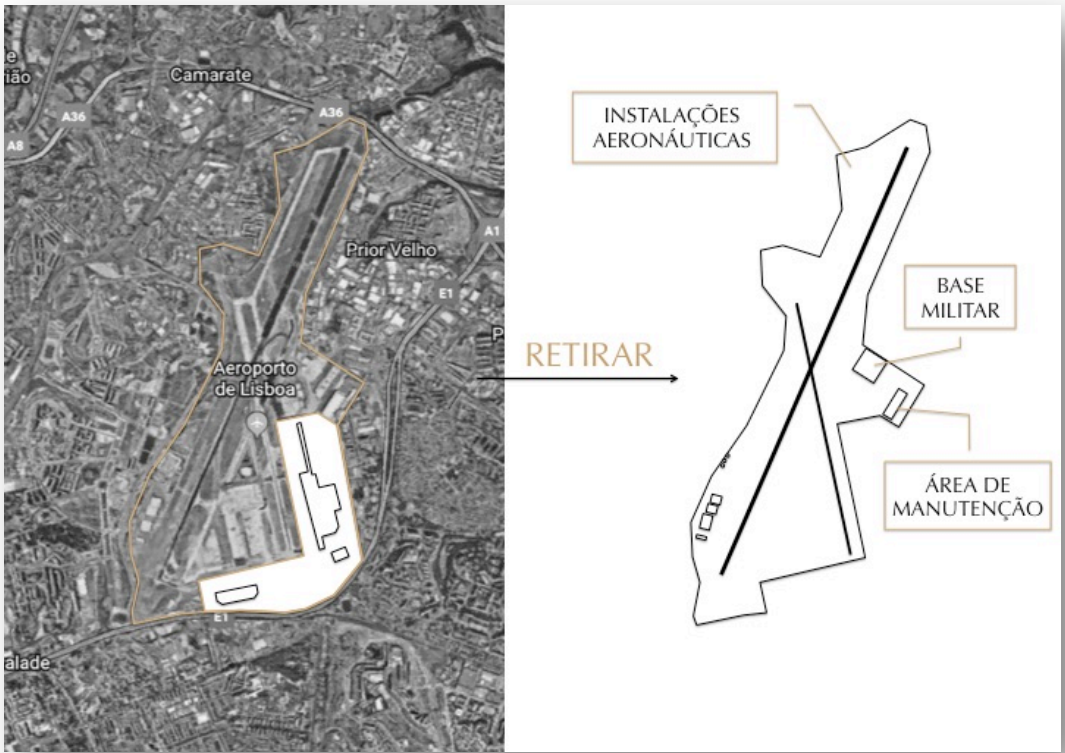 Camarate
A36
A36
A8
rião
A1
Prior Velho
E1
Aeroporto
de Lisboa
E1
alade
RETIRAR
INSTALAÇÕES
AERONÁUTICAS
BASE
MILITAR
ÁREA DE
MANUTENÇÃO